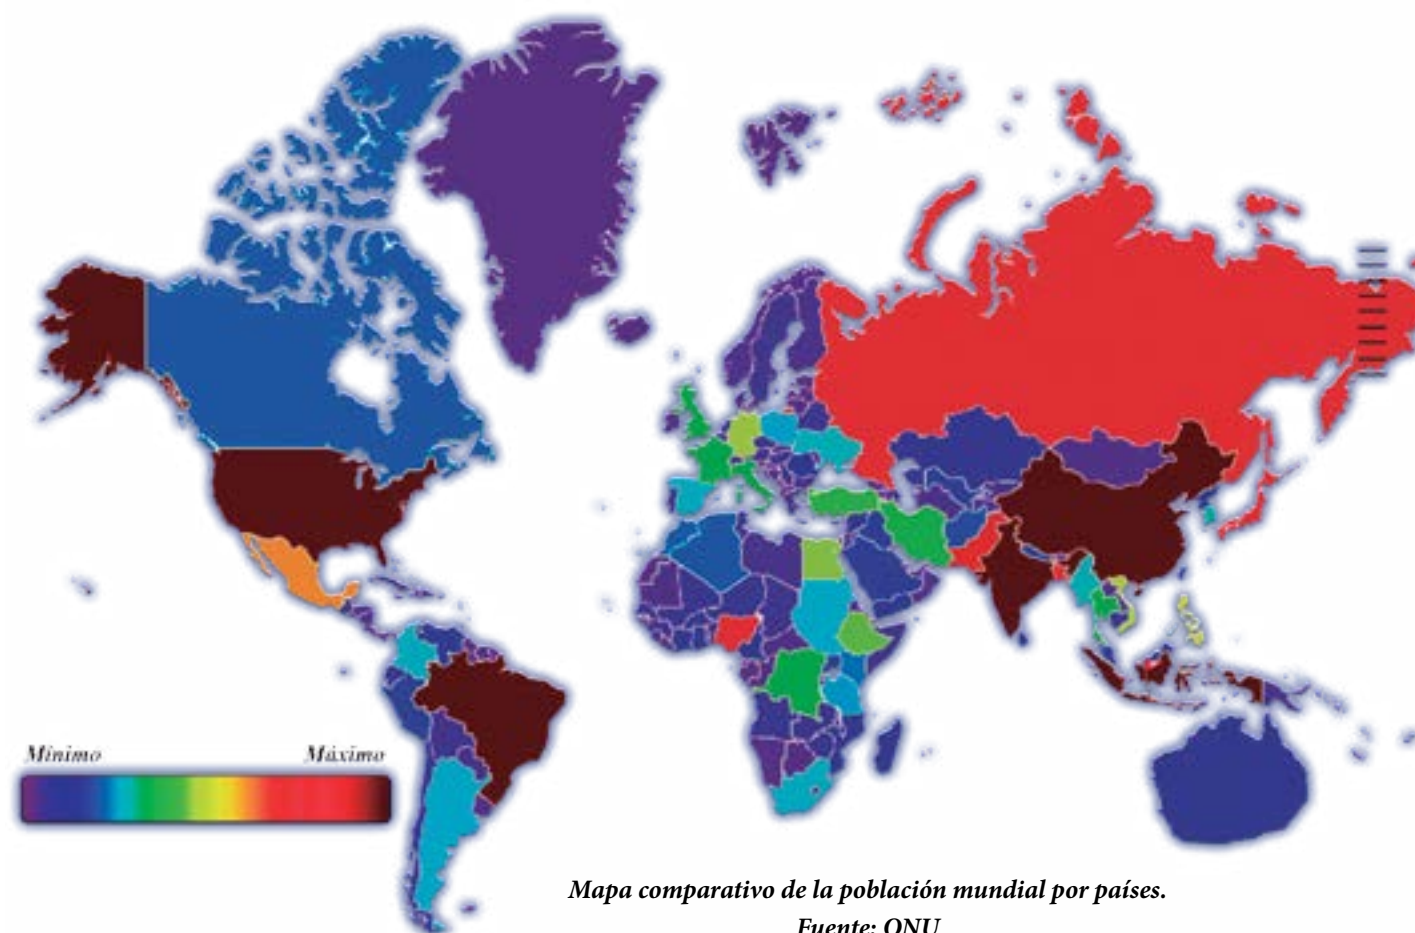 Mínimo Máximo
Mapa comparativo de la población mundial por países.
Fuente: ONU